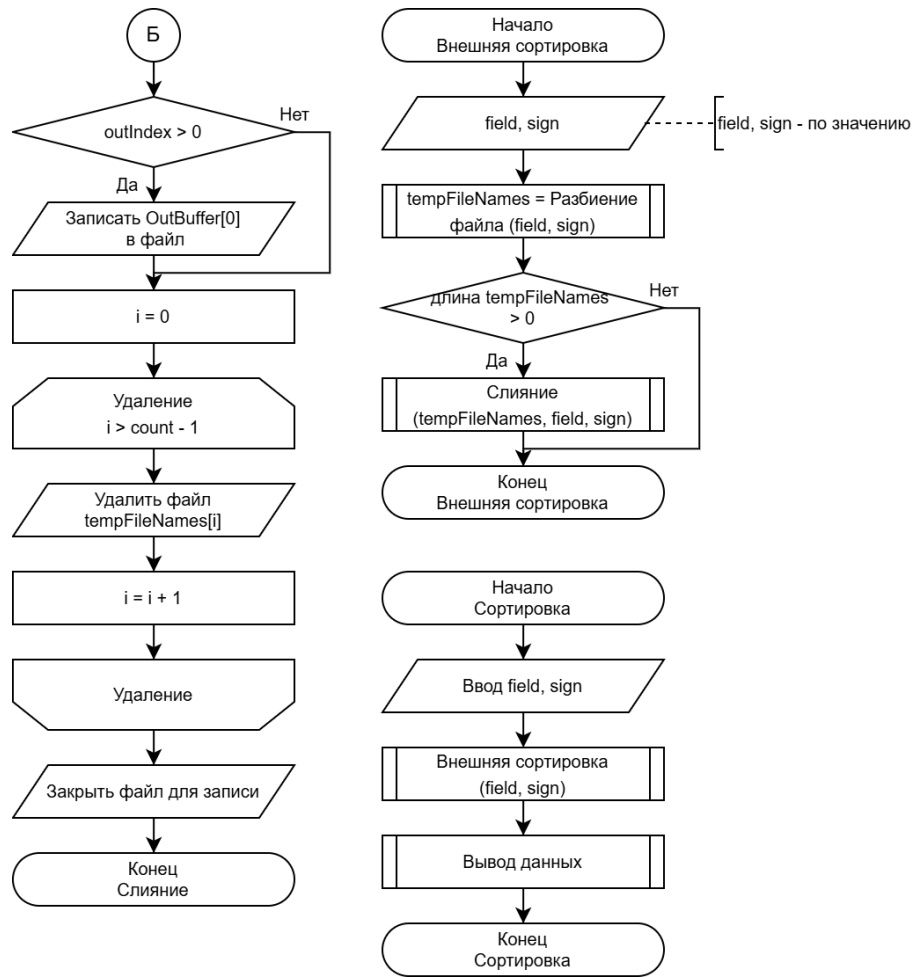 Б
outIndex > 0
Нет
Да
Записать OutBuffer[0]
в файл
i = 0
Удаление
i > count - 1
Удалить файл
tempFileNames[i]
i = i + 1
Удаление
Закрыть файл для записи
Конец
Слияние
Начало
Внешняя сортировка
field, sign
field, sign - по значению
tempFileNames = Разбиение
файла (field, sign)
длина tempFileNames
> 0
Нет
Да
Слияние
(tempFileNames, field, sign)
Конец
Внешняя сортировка
Начало
Сортировка
Ввод field, sign
Внешняя сортировка
(field, sign)
Вывод данных
Конец
Сортировка